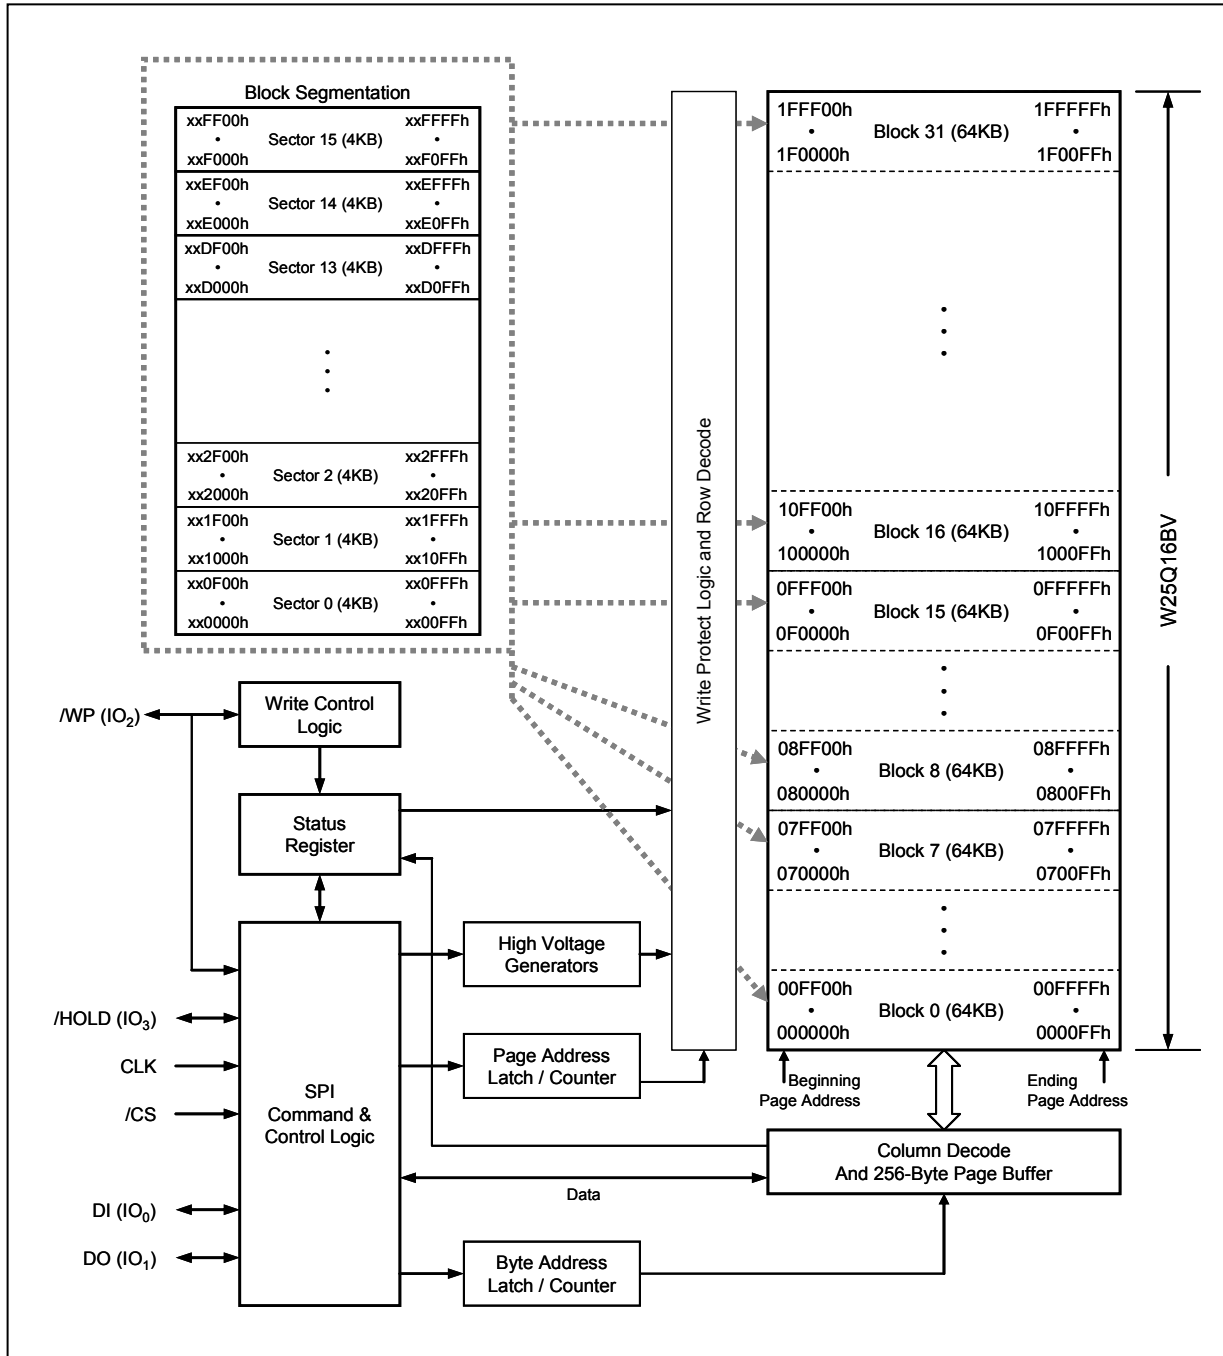 Block Segmentation
xxFF00h xxFFFFh
• Sector 15 (4KB) •
xxF000h xxF0FFh
xxEF00h xxEFFFh
• Sector 14 (4KB) •
xxE000h xxE0FFh
xxDF00h xxDFFFh
• Sector 13 (4KB) •
xxD000h xxD0FFh
•
•
•
xx2F00h xx2FFFh
• Sector 2 (4KB) •
xx2000h xx20FFh
xx1F00h xx1FFFh
• Sector 1 (4KB) •
xx1000h xx10FFh
xx0F00h xx0FFFh
• Sector 0 (4KB) •
xx0000h xx00FFh
Write Protect Logic and Row Decode
1FFF00h 1FFFFFh
• Block 31 (64KB) •
1F0000h 1F00FFh
•
•
•
10FF00h 10FFFFh
• Block 16 (64KB) •
100000h 1000FFh
0FFF00h 0FFFFFh
• Block 15 (64KB) •
0F0000h 0F00FFh
•
•
•
08FF00h 08FFFFh
• Block 8 (64KB) •
080000h 0800FFh
07FF00h 07FFFFh
• Block 7 (64KB) •
070000h 0700FFh
•
•
•
00FF00h 00FFFFh
• Block 0 (64KB) •
000000h 0000FFh
W25Q16BV
Beginning
Page Address
Ending
Page Address
/WP (IO₂)
Write Control
Logic
Status
Register
/HOLD (IO₃)
CLK
/CS
DI (IO₀)
DO (IO₁)
SPI
Command &
Control Logic
High Voltage
Generators
Page Address
Latch / Counter
Column Decode
And 256-Byte Page Buffer
Data
Byte Address
Latch / Counter